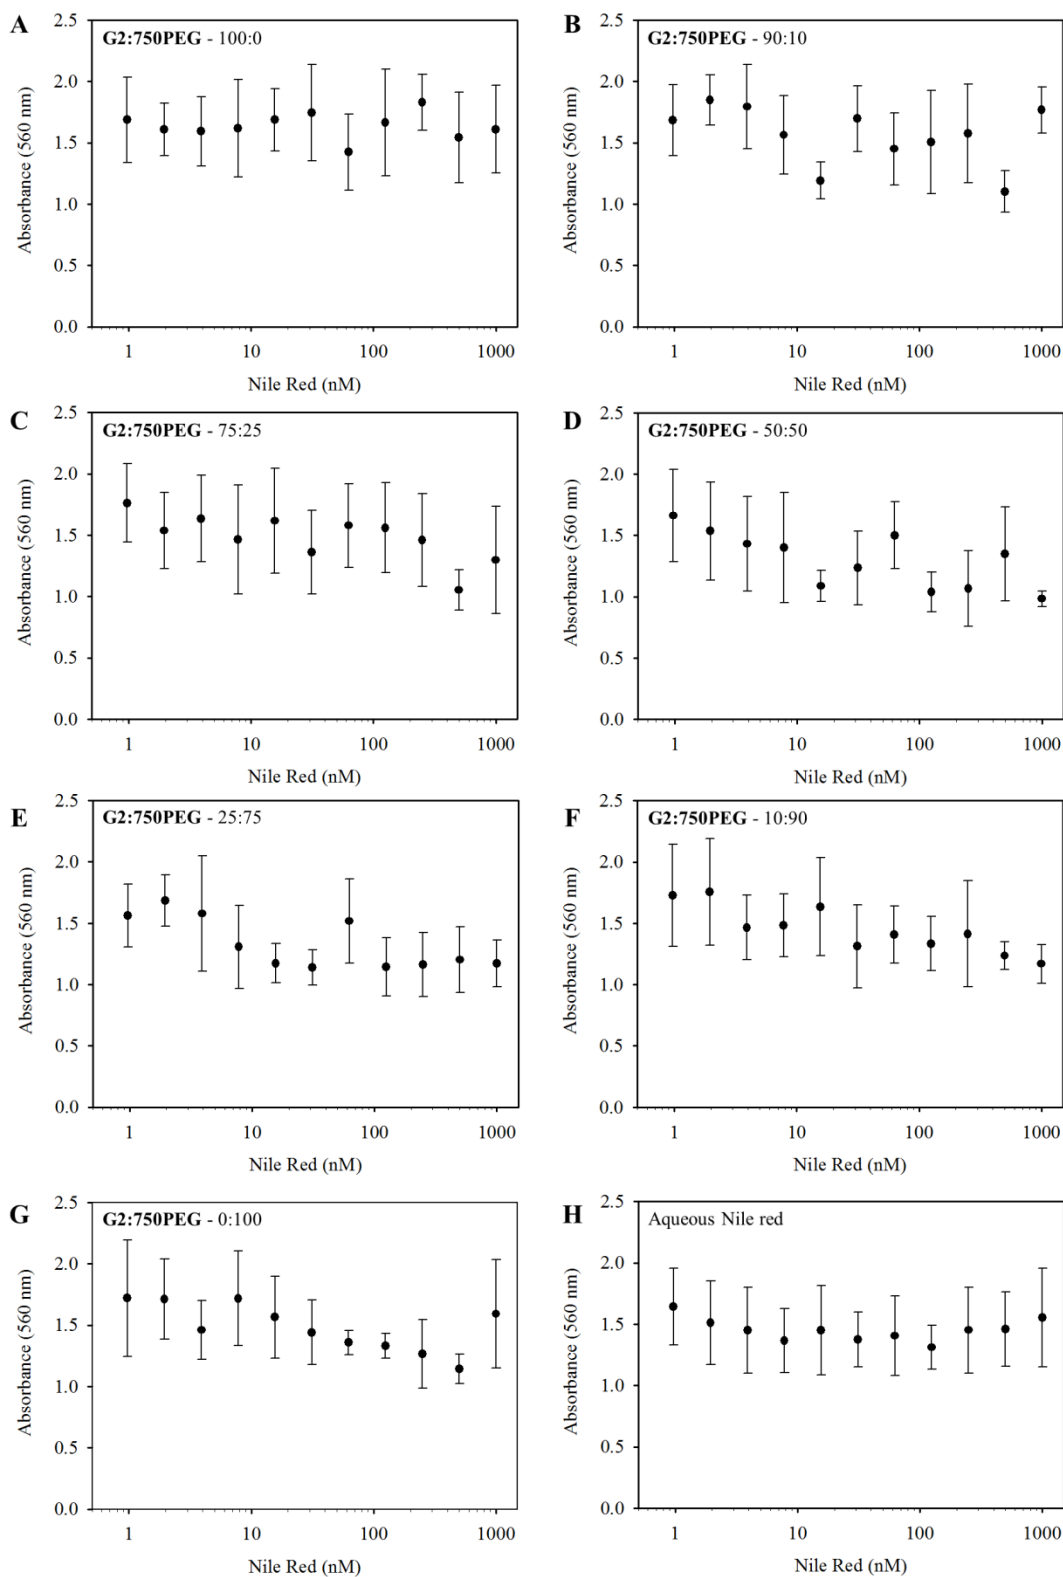 A
G2:750PEG - 100:0
2.5
2.0
1.5
1.0
0.5
0.0
Absorbance (560 nm)
1 10 100 1000
Nile Red (nM)
B
G2:750PEG - 90:10
2.5
2.0
1.5
1.0
0.5
0.0
Absorbance (560 nm)
1 10 100 1000
Nile Red (nM)
C
G2:750PEG - 75:25
2.5
2.0
1.5
1.0
0.5
0.0
Absorbance (560 nm)
1 10 100 1000
Nile Red (nM)
D
G2:750PEG - 50:50
2.5
2.0
1.5
1.0
0.5
0.0
Absorbance (560 nm)
1 10 100 1000
Nile Red (nM)
E
G2:750PEG - 25:75
2.5
2.0
1.5
1.0
0.5
0.0
Absorbance (560 nm)
1 10 100 1000
Nile Red (nM)
F
G2:750PEG - 10:90
2.5
2.0
1.5
1.0
0.5
0.0
Absorbance (560 nm)
1 10 100 1000
Nile Red (nM)
G
G2:750PEG - 0:100
2.5
2.0
1.5
1.0
0.5
0.0
Absorbance (560 nm)
1 10 100 1000
Nile Red (nM)
H
Aqueous Nile red
2.5
2.0
1.5
1.0
0.5
0.0
Absorbance (560 nm)
1 10 100 1000
Nile Red (nM)